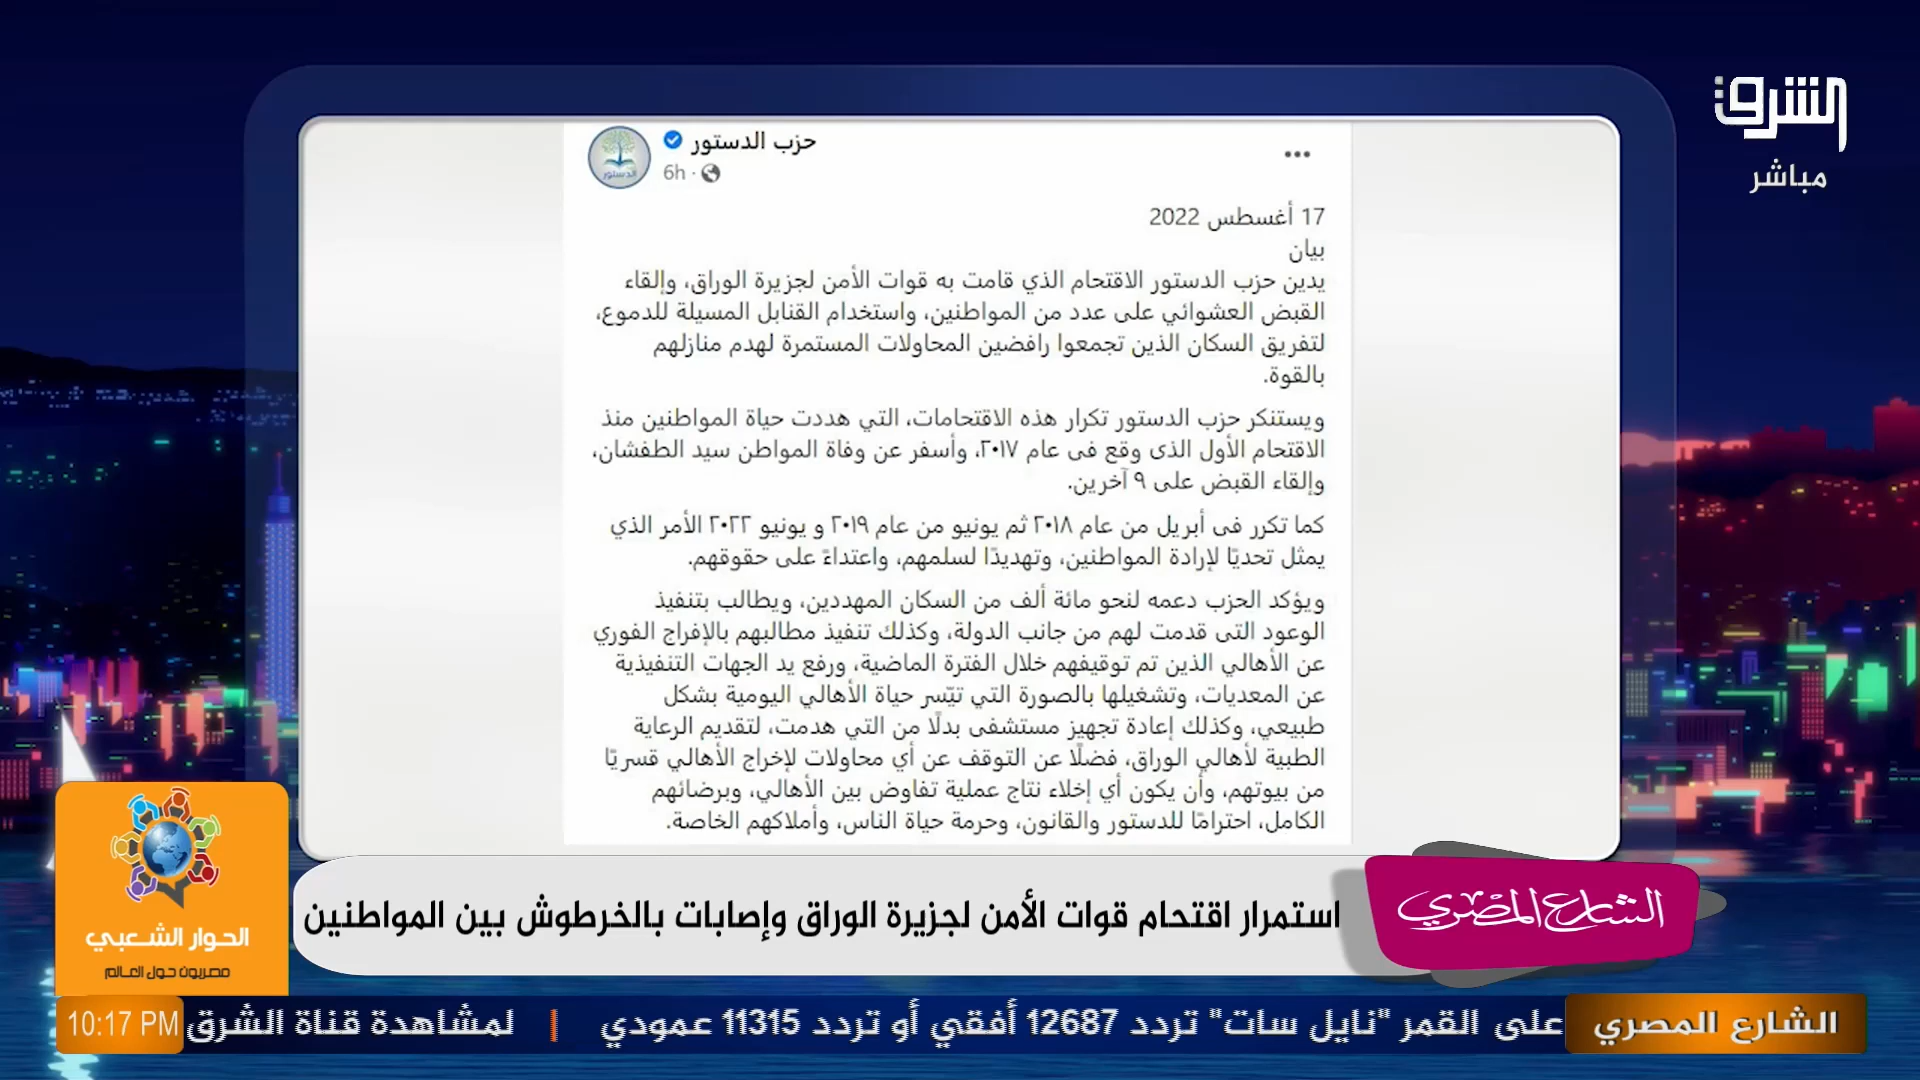 الشرق
مباشر
حزب الدستور
6h
17 أغسطس 2022
بيان
يدين حزب الدستور الاقتحام الذي قامت به قوات الأمن لجزيرة الوراق، وإلقاء
القبض العشوائي على عدد من المواطنين، واستخدام القنابل المسيلة للدموع،
لتفريق السكان الذين تجمعوا رافضين المحاولات المستمرة لهدم منازلهم
بالقوة.
ويستنكر حزب الدستور تكرار هذه الاقتحامات، التي هددت حياة المواطنين منذ
الاقتحام الأول الذى وقع فى عام ٢٠١٧، وأسفر عن وفاة المواطن سيد الطفشان،
وإلقاء القبض على ٩ آخرين.
كما تكرر فى أبريل من عام ٢٠١٨ ثم يونيو من عام ٢٠١٩ و يونيو ٢٠٢٢ الأمر الذي
يمثل تحديًا لإرادة المواطنين، وتهديدًا لسلمهم، واعتداءً على حقوقهم.
ويؤكد الحزب دعمه لنحو مائة ألف من السكان المهددين، ويطالب بتنفيذ
الوعود التى قدمت لهم من جانب الدولة، وكذلك تنفيذ مطالبهم بالإفراج الفوري
عن الأهالي الذين تم توقيفهم خلال الفترة الماضية، ورفع يد الجهات التنفيذية
عن المعديات، وتشغيلها بالصورة التي تيّسر حياة الأهالي اليومية بشكل
طبيعي، وكذلك إعادة تجهيز مستشفى بدلًا من التي هدمت، لتقديم الرعاية
الطبية لأهالي الوراق، فضلًا عن التوقف عن أي محاولات لإخراج الأهالي قسريًا
من بيوتهم، وأن يكون أي إخلاء نتاج عملية تفاوض بين الأهالي، وبرضائهم
الكامل، احترامًا للدستور والقانون، وحرمة حياة الناس، وأملاكهم الخاصة.
الشارع المصري
استمرار اقتحام قوات الأمن لجزيرة الوراق وإصابات بالخرطوش بين المواطنين
الحوار الشعبي
مصريون حول العالم
الشارع المصري
على القمر "نايل سات" تردد 12687 أفقي أو تردد 11315 عمودي | لمشاهدة قناة الشرق
10:17 PM